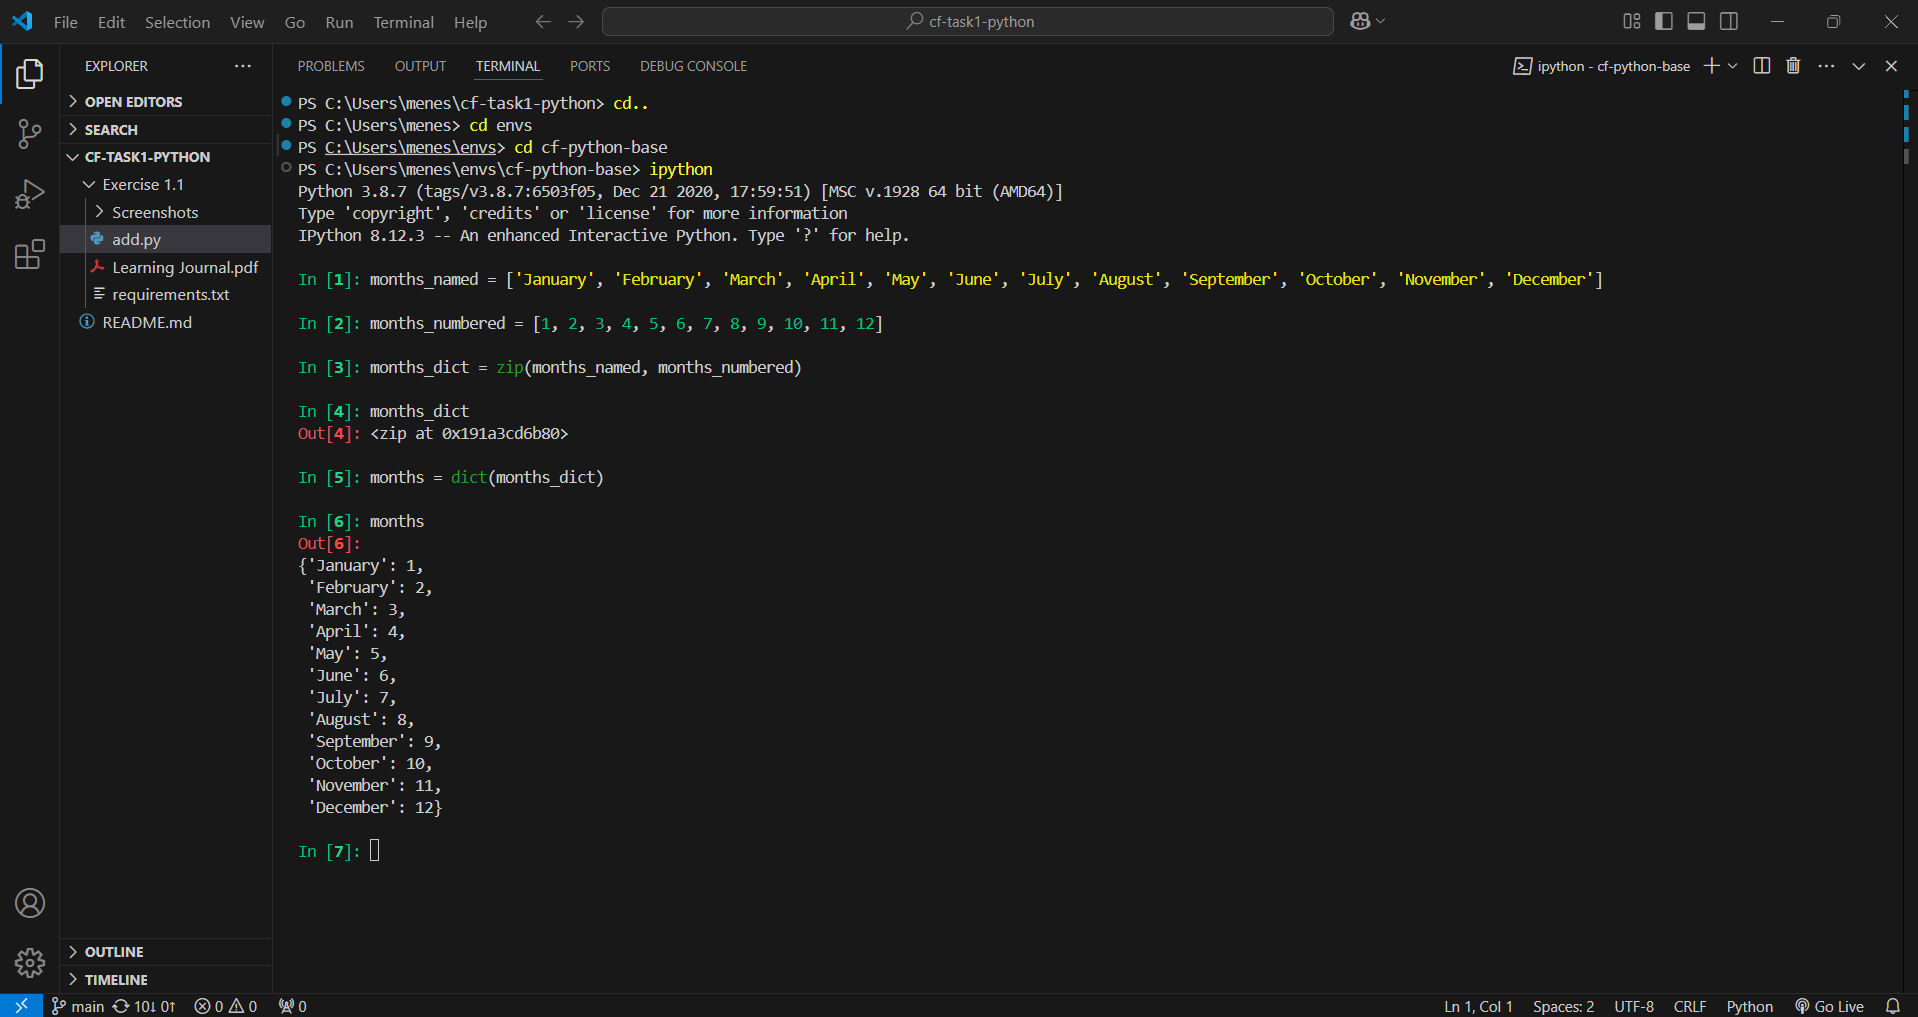 File Edit Selection View Go Run Terminal Help
cf-task1-python
EXPLORER
PROBLEMS OUTPUT TERMINAL PORTS DEBUG CONSOLE
ipython - cf-python-base
OPEN EDITORS
SEARCH
CF-TASK1-PYTHON
Exercise 1.1
Screenshots
add.py
Learning Journal.pdf
requirements.txt
README.md
PS C:\Users\menes\cf-task1-python> cd..
PS C:\Users\menes> cd envs
PS C:\Users\menes\envs> cd cf-python-base
PS C:\Users\menes\envs\cf-python-base> ipython
Python 3.8.7 (tags/v3.8.7:6503f05, Dec 21 2020, 17:59:51) [MSC v.1928 64 bit (AMD64)]
Type 'copyright', 'credits' or 'license' for more information
IPython 8.12.3 -- An enhanced Interactive Python. Type '?' for help.
In [1]: months_named = ['January', 'February', 'March', 'April', 'May', 'June', 'July', 'August', 'September', 'October', 'November', 'December']
In [2]: months_numbered = [1, 2, 3, 4, 5, 6, 7, 8, 9, 10, 11, 12]
In [3]: months_dict = zip(months_named, months_numbered)
In [4]: months_dict
Out[4]: <zip at 0x191a3cd6b80>
In [5]: months = dict(months_dict)
In [6]: months
Out[6]:
{'January': 1,
'February': 2,
'March': 3,
'April': 4,
'May': 5,
'June': 6,
'July': 7,
'August': 8,
'September': 9,
'October': 10,
'November': 11,
'December': 12}
In [7]:
OUTLINE
TIMELINE
main 10↓ 0↑ 0 0 0
Ln 1, Col 1 Spaces: 2 UTF-8 CRLF Python Go Live